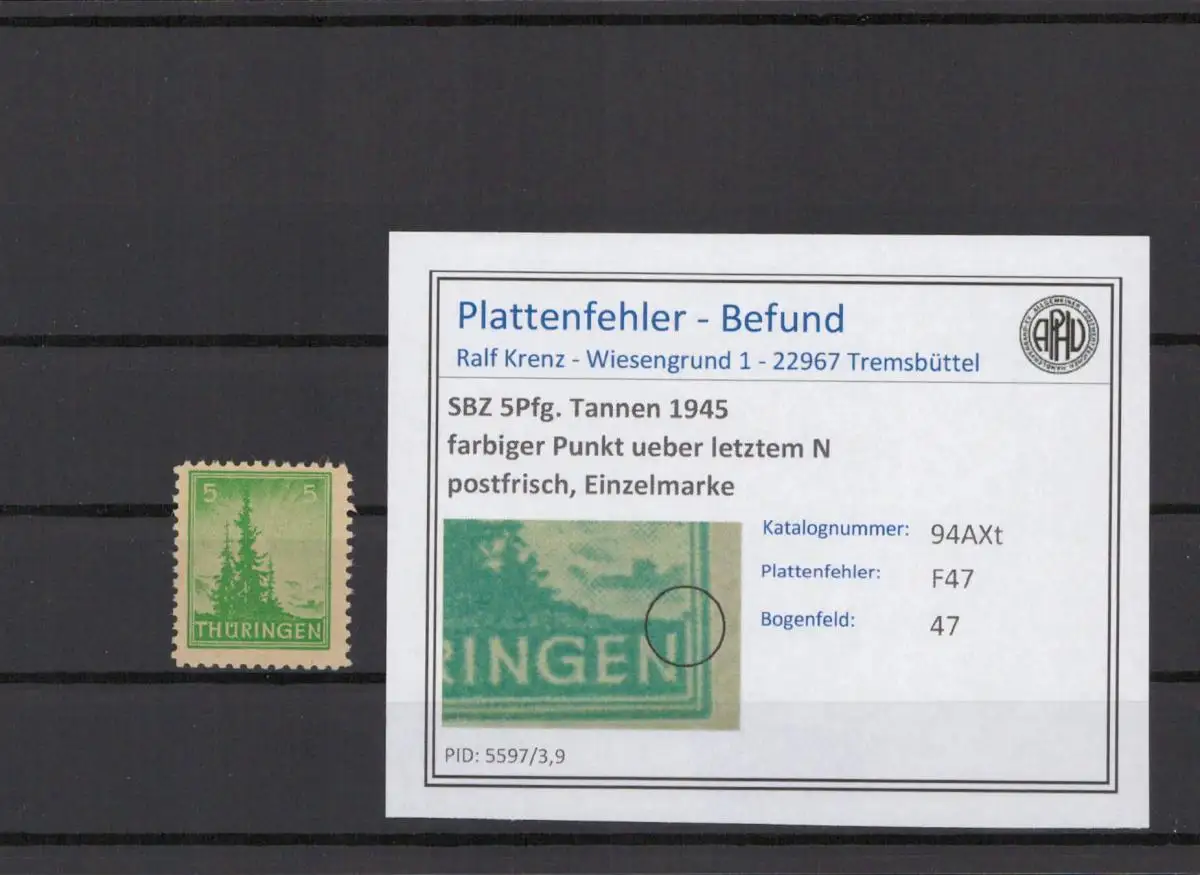 Plattenfehler - Befund
Ralf Krenz - Wiesengrund 1 - 22967 Tremsbüttel
APHV
SBZ 5Pfg. Tannen 1945
farbiger Punkt ueber letztem N
postfrisch, Einzelmarke
5 5
THÜRINGEN
RINGEN
Katalognummer: 94AXt
Plattenfehler: F47
Bogenfeld: 47
PID: 5597/3,9